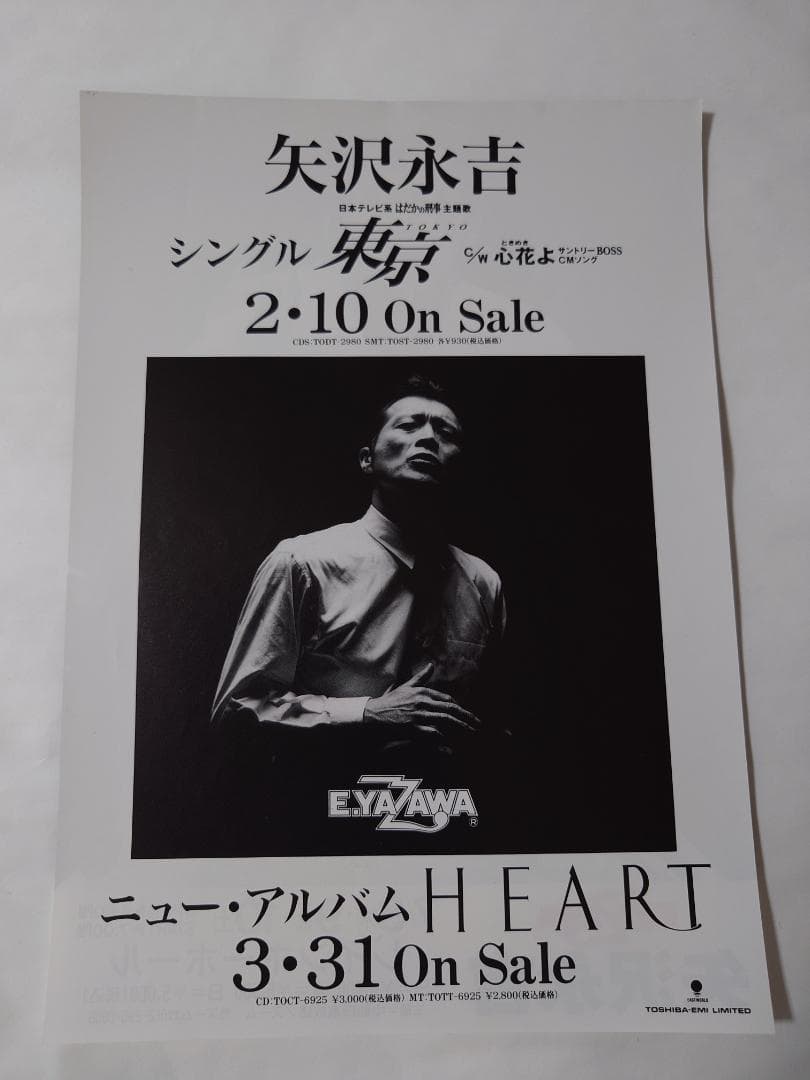 矢沢永吉
日本テレビ系 はだかの刑事 主題歌
TOKYO
シングル 東京 C/W 心花よ サントリーBOSS CMソング
ときめき
2・10 On Sale
CDS:TODT-2980 SMT:TOST-2980 各¥930(税込価格)
E.YAZAWA ®
ニュー・アルバム HEART
3・31 On Sale
CD:TOCT-6925 ¥3,000(税込価格) MT:TOTT-6925 ¥2,800(税込価格)
EASTWORLD
TOSHIBA-EMI LIMITED